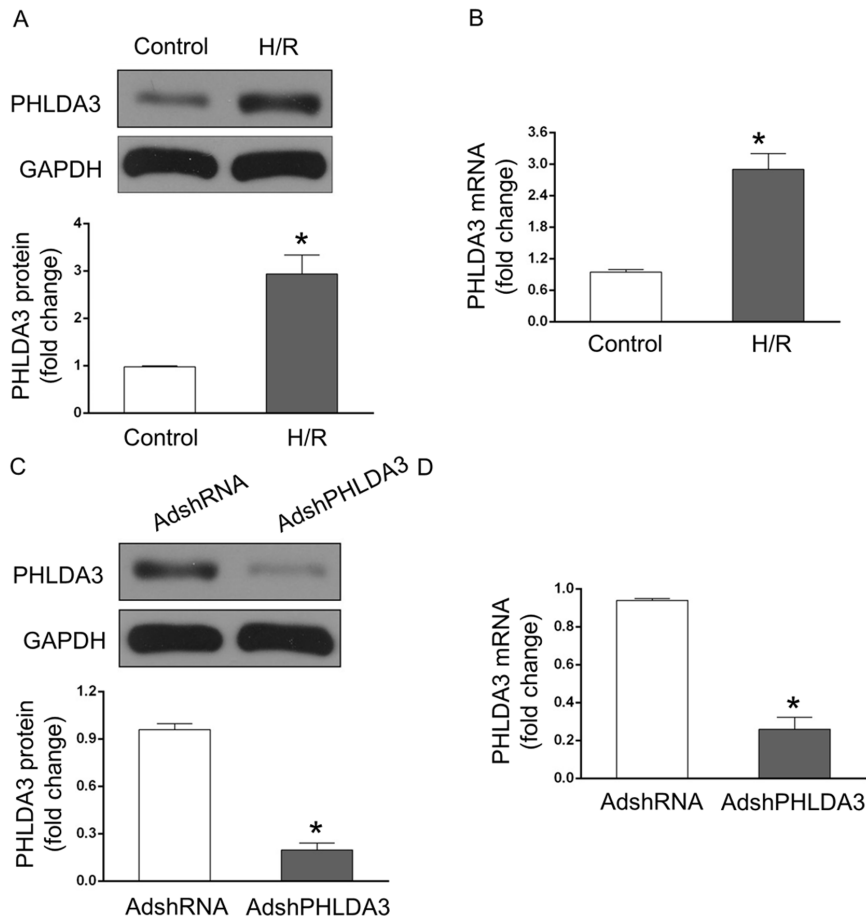 A
Control H/R
PHLDA3
GAPDH
PHLDA3 protein
(fold change)
4
3
2
1
0
*
Control H/R
B
PHLDA3 mRNA
(fold change)
3.6
3.0
2.4
1.8
1.2
0.6
0.0
*
Control H/R
C
AdshRNA AdshPHLDA3
PHLDA3
GAPDH
PHLDA3 protein
(fold change)
1.2
0.9
0.6
0.3
0.0
*
AdshRNA AdshPHLDA3
D
PHLDA3 mRNA
(fold change)
1.0
0.8
0.6
0.4
0.2
0.0
*
AdshRNA AdshPHLDA3